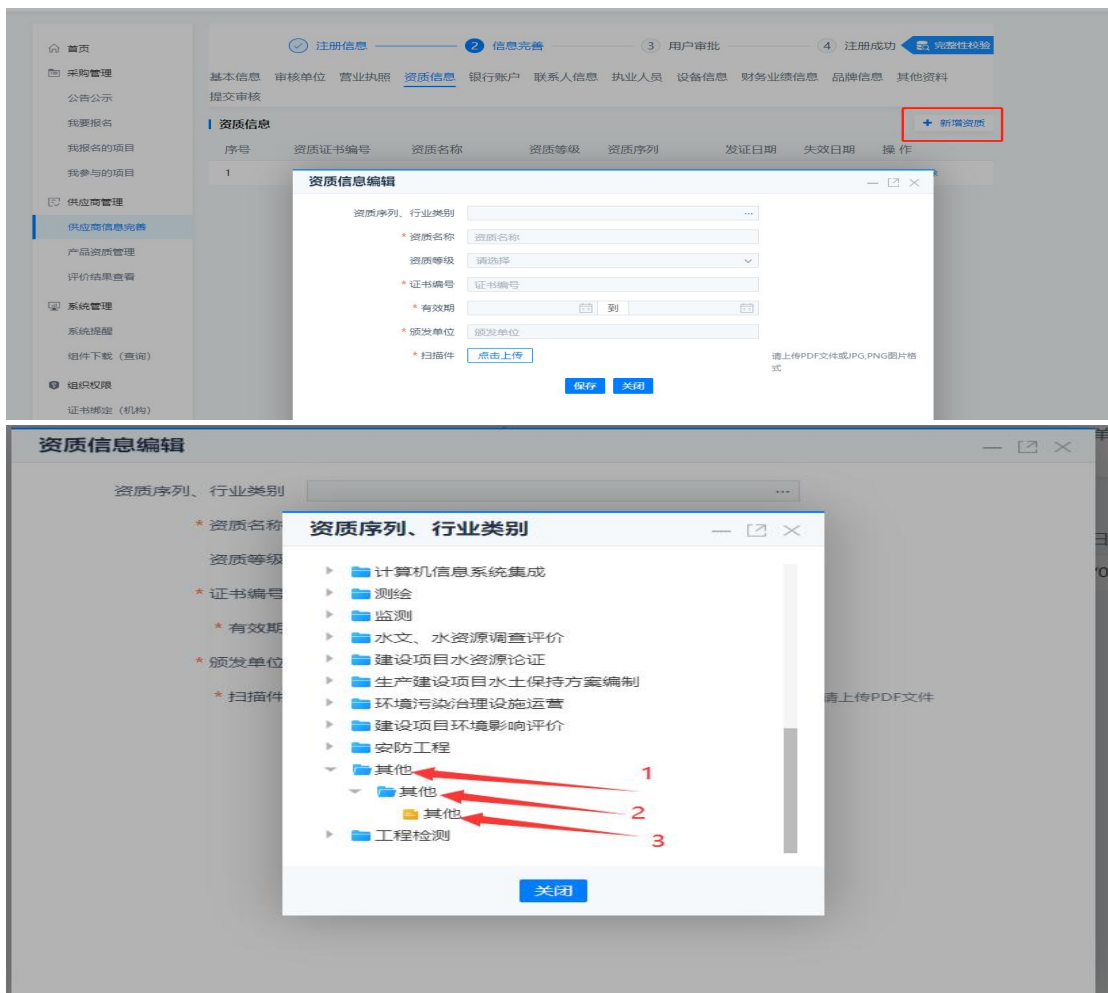 首页
注册信息
2 信息完善
3 用户审批
4 注册成功
完整性校验
采购管理
基本信息 审核单位 营业执照 资质信息 银行账户 联系人信息 执业人员 设备信息 财务业绩信息 品牌信息 其他资料
公告公示
提交审核
我要报名
资质信息
+ 新增资质
我报名的项目
序号 资质证书编号 资质名称 资质等级 资质序列 发证日期 失效日期 操作
我参与的项目
1
资质信息编辑
供应商管理
资质序列、行业类别 ...
供应商信息完善
* 资质名称 资质名称
产品资质管理
资质等级 请选择
评价结果查看
* 证书编号 证书编号
系统管理
* 有效期 到
系统提醒
* 颁发单位 颁发单位
组件下载（查询）
* 扫描件 点击上传 请上传PDF文件或JPG,PNG图片格
式
组织权限
保存 关闭
证书绑定（机构）
资质信息编辑
资质序列、行业类别 ...
* 资质名称
资质序列、行业类别
资质等级
计算机信息系统集成
* 证书编号
测绘
监测
* 有效期
水文、水资源调查评价
* 颁发单位
建设项目水资源论证
生产建设项目水土保持方案编制
* 扫描件
请上传PDF文件
环境污染治理设施运营
建设项目环境影响评价
安防工程
其他 1
其他 2
其他 3
工程检测
关闭